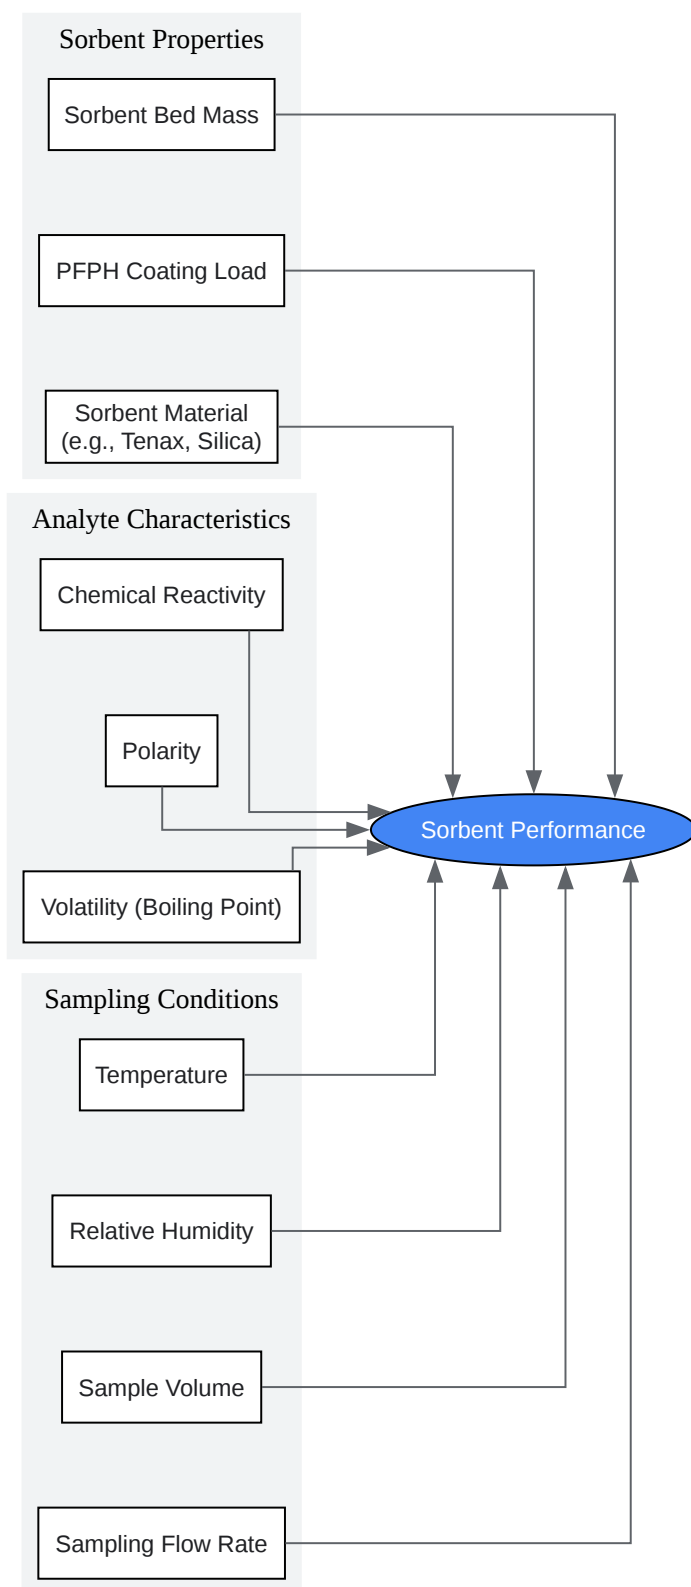 Sorbent Properties
Sorbent Bed Mass
PFPH Coating Load
Sorbent Material
(e.g., Tenax, Silica)
Analyte Characteristics
Chemical Reactivity
Polarity
Sorbent Performance
Volatility (Boiling Point)
Sampling Conditions
Temperature
Relative Humidity
Sample Volume
Sampling Flow Rate